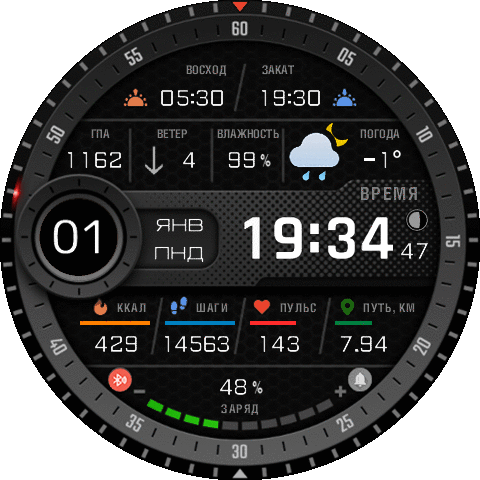 60
55
05
50
10
15
40
20
35
25
30
ВОСХОД ЗАКАТ
05:30 19:30
ГПА ВЕТЕР ВЛАЖНОСТЬ ПОГОДА
1162 4 99% -1°
ВРЕМЯ
01 ЯНВ
ПНД
19:34
47
ККАЛ ШАГИ ПУЛЬС ПУТЬ, КМ
429 14563 143 7.94
48%
- +
ЗАРЯД